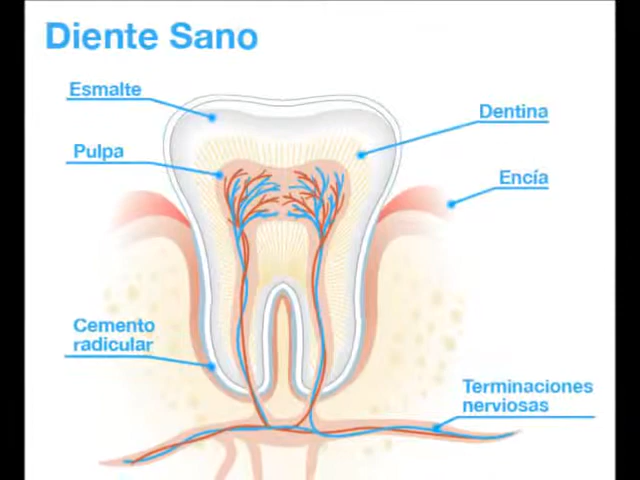 Diente Sano
Esmalte
Dentina
Pulpa
Encía
Cemento
radicular
Terminaciones
nerviosas